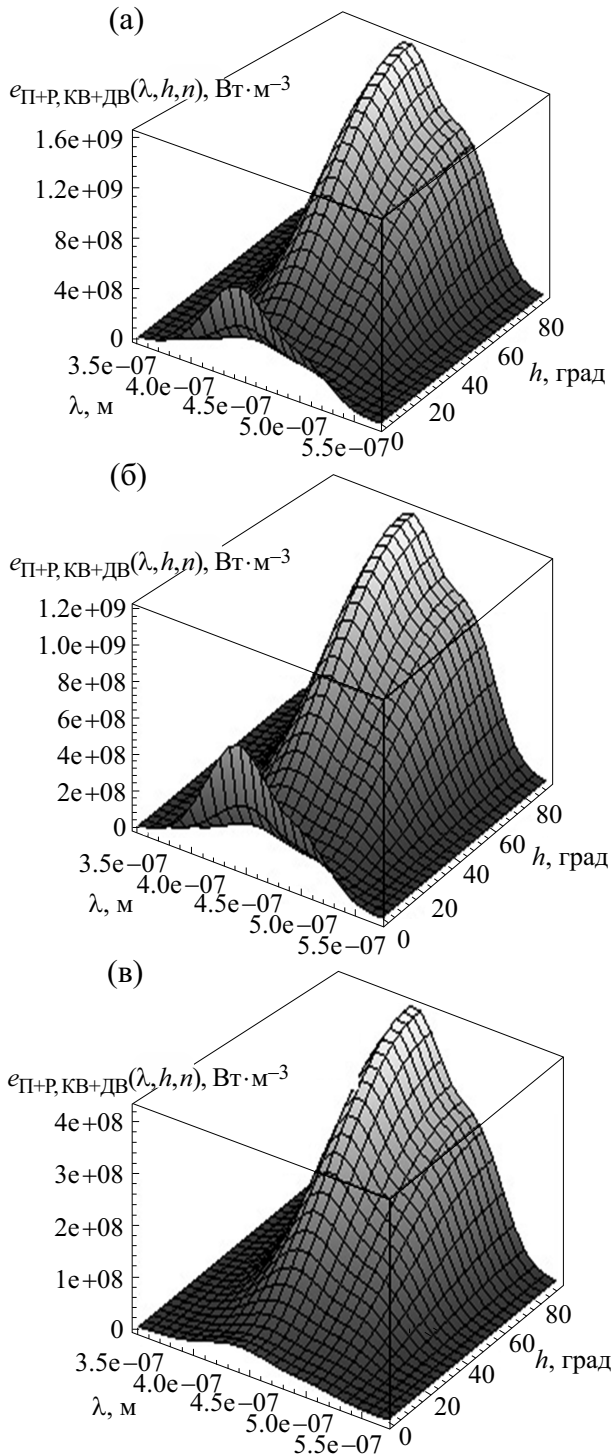 (а)
eП+Р, КВ+ДВ(λ, h, n), Вт·м−3
1.6e+09
1.2e+09
8e+08
4e+08
0
3.5e−07
4.0e−07
4.5e−07
5.0e−07
5.5e−07
λ, м
0
20
40
60
80
h, град
(б)
eП+Р, КВ+ДВ(λ, h, n), Вт·м−3
1.2e+09
1.0e+09
8e+08
6e+08
4e+08
2e+08
0
3.5e−07
4.0e−07
4.5e−07
5.0e−07
5.5e−07
λ, м
0
20
40
60
80
h, град
(в)
eП+Р, КВ+ДВ(λ, h, n), Вт·м−3
4e+08
3e+08
2e+08
1e+08
0
3.5e−07
4.0e−07
4.5e−07
5.0e−07
5.5e−07
λ, м
0
20
40
60
80
h, град